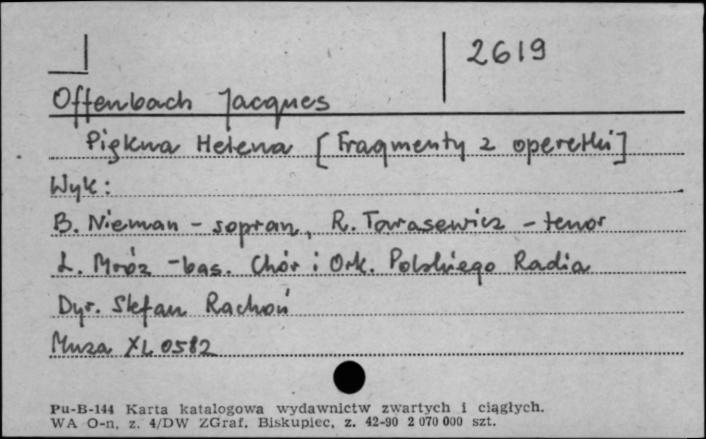 2619
Offenbach Jacques
Piękna Helena [Fragmenty z operetki]
Wyk:
B. Nieman - sopran, R. Tarasewicz - tenor
L. Mróz - bas. Chór i Ork. Polskiego Radia
Dyr. Stefan Rachoń
Muza XL 0582
Pu-B-144 Karta katalogowa wydawnictw zwartych i ciągłych.
WA O-n, z. 4/DW ZGraf. Biskupiec, z. 42-90 2 070 000 szt.